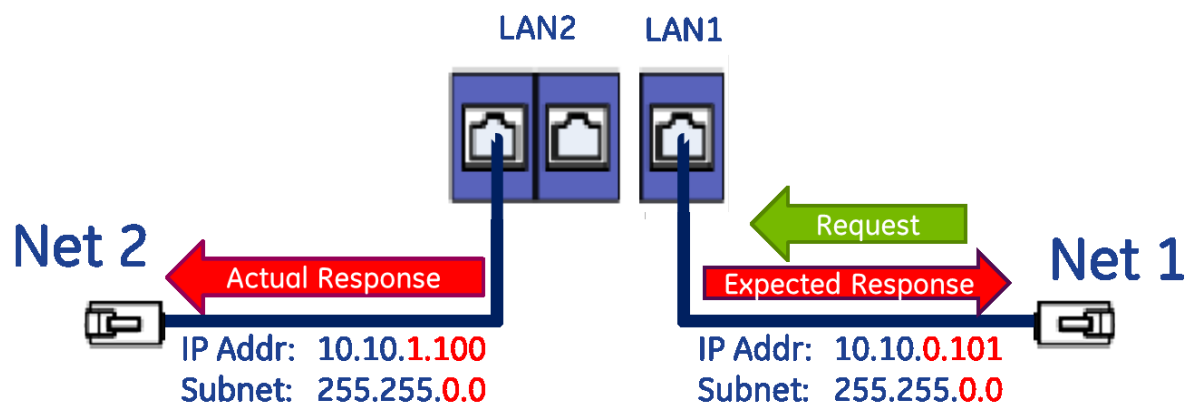 LAN2 LAN1
Request
Net 2 Actual Response Expected Response Net 1
IP Addr: 10.10.1.100 IP Addr: 10.10.0.101
Subnet: 255.255.0.0 Subnet: 255.255.0.0